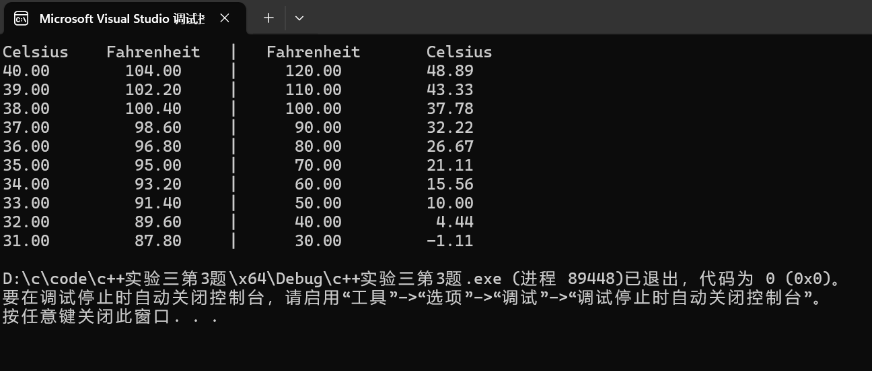 Microsoft Visual Studio 调试
Celsius    Fahrenheit   |   Fahrenheit       Celsius
40.00        104.00     |     120.00         48.89
39.00        102.20     |     110.00         43.33
38.00        100.40     |     100.00         37.78
37.00         98.60     |      90.00         32.22
36.00         96.80     |      80.00         26.67
35.00         95.00     |      70.00         21.11
34.00         93.20     |      60.00         15.56
33.00         91.40     |      50.00         10.00
32.00         89.60     |      40.00          4.44
31.00         87.80     |      30.00         -1.11
D:\c\code\c++实验三第3题\x64\Debug\c++实验三第3题.exe (进程 89448)已退出，代码为 0 (0x0)。
要在调试停止时自动关闭控制台，请启用“工具”->“选项”->“调试”->“调试停止时自动关闭控制台”。
按任意键关闭此窗口. . .